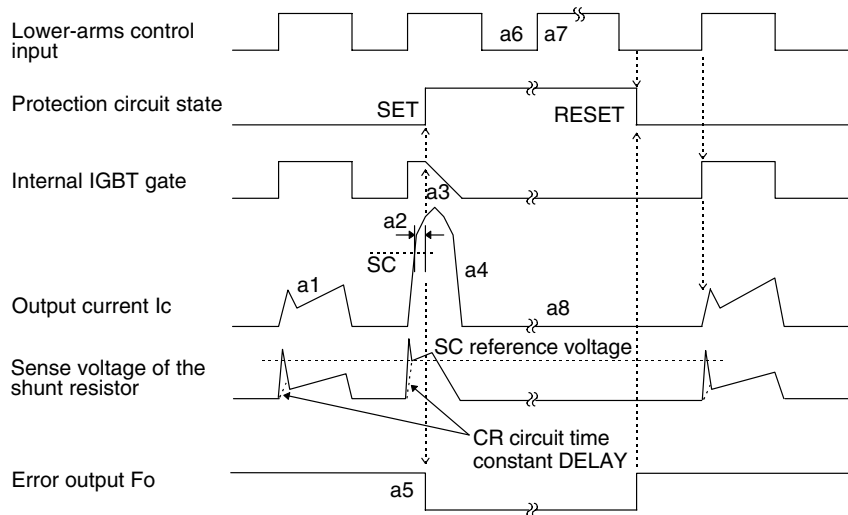 Lower-arms control
input
a6
a7
Protection circuit state
SET
RESET
Internal IGBT gate
a3
a2
SC
a4
Output current Ic
a1
a8
SC reference voltage
Sense voltage of the
shunt resistor
CR circuit time
constant DELAY
Error output Fo
a5